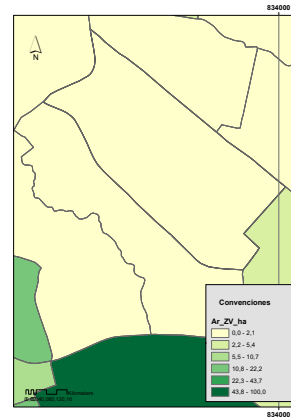 834000
N
Convenciones
Ar_ZV_ha
0,0 - 2,1
2,2 - 5,4
5,5 - 10,7
10,8 - 22,2
22,3 - 43,7
43,8 - 100,0
Kilómetros
834000